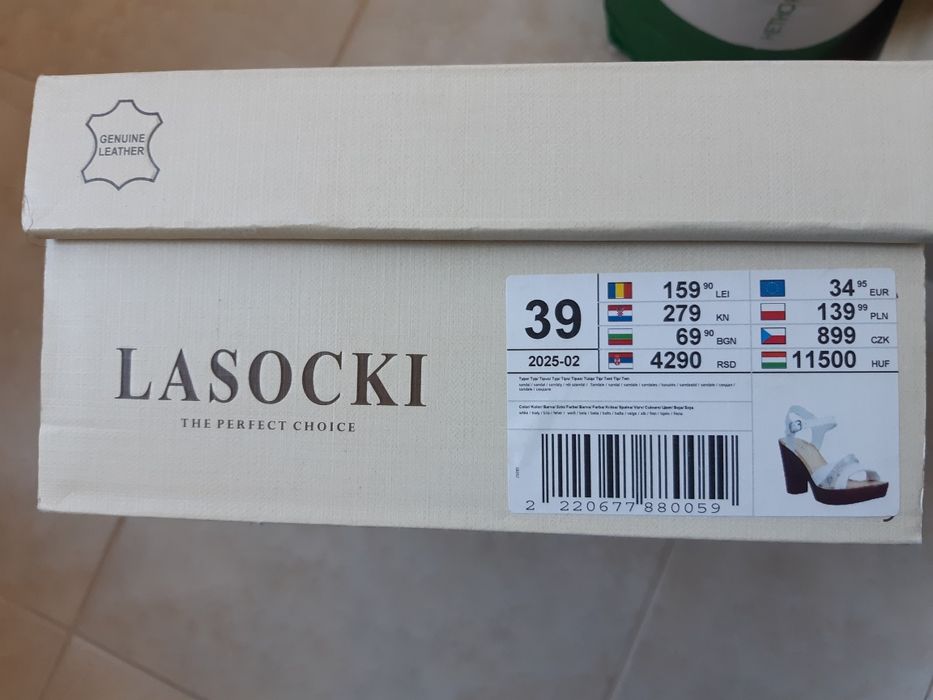 METHO
GENUINE
LEATHER
LASOCKI
THE PERFECT CHOICE
39
2025-02
159 90 LEI
279 KN
69 90 BGN
4290 RSD
34 95 EUR
139 99 PLN
899 CZK
11500 HUF
2 220677 880059